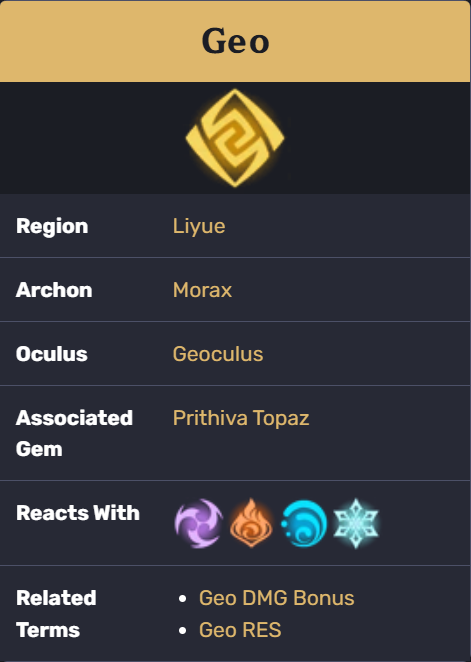 Geo
Region Liyue
Archon Morax
Oculus Geoculus
Associated Prithiva Topaz
Gem
Reacts With
Related • Geo DMG Bonus
Terms • Geo RES